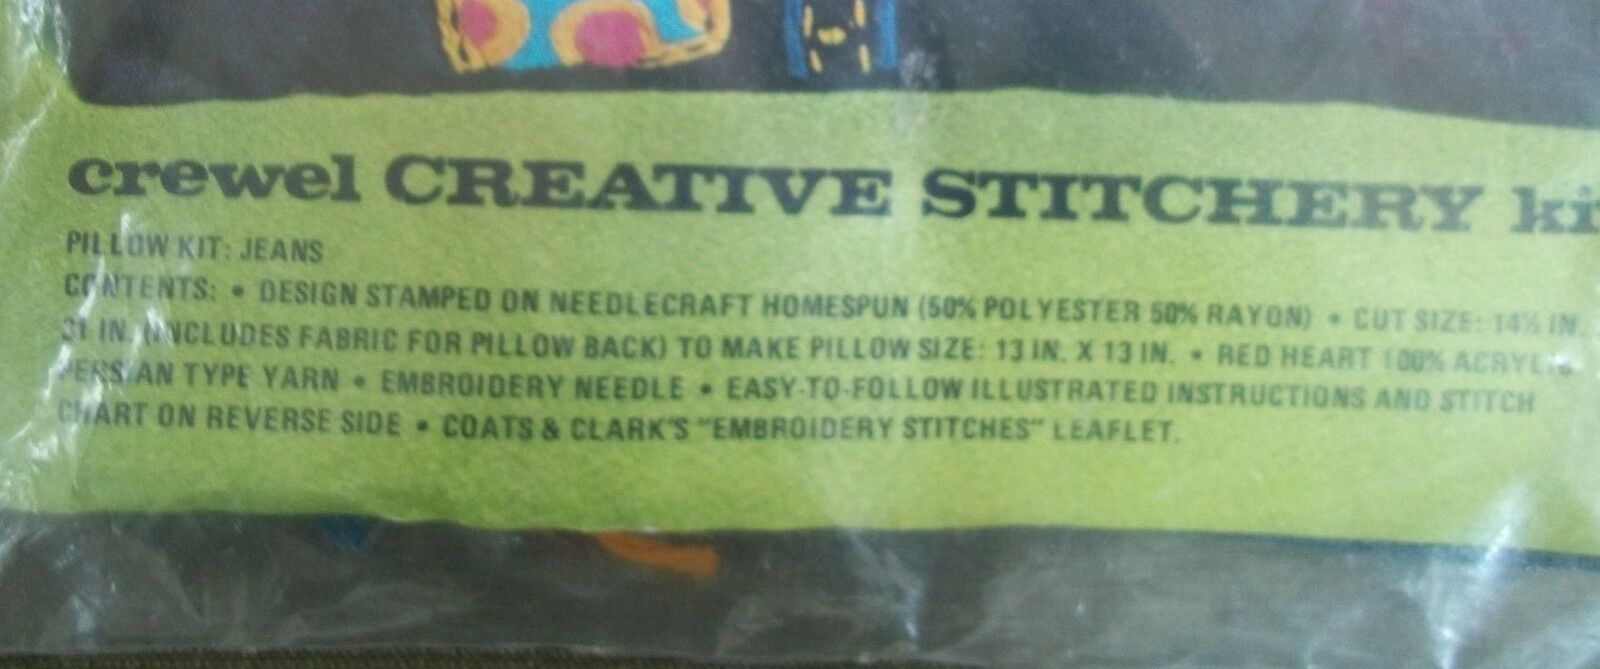 crewel CREATIVE STITCHERY ki
PILLOW KIT: JEANS
CONTENTS: • DESIGN STAMPED ON NEEDLECRAFT HOMESPUN (50% POLYESTER 50% RAYON) • CUT SIZE: 14½ IN.
31 IN. (INCLUDES FABRIC FOR PILLOW BACK) TO MAKE PILLOW SIZE: 13 IN. X 13 IN. • RED HEART 100% ACRYLIC
PERSIAN TYPE YARN • EMBROIDERY NEEDLE • EASY-TO-FOLLOW ILLUSTRATED INSTRUCTIONS AND STITCH
CHART ON REVERSE SIDE • COATS & CLARK'S "EMBROIDERY STITCHES" LEAFLET.